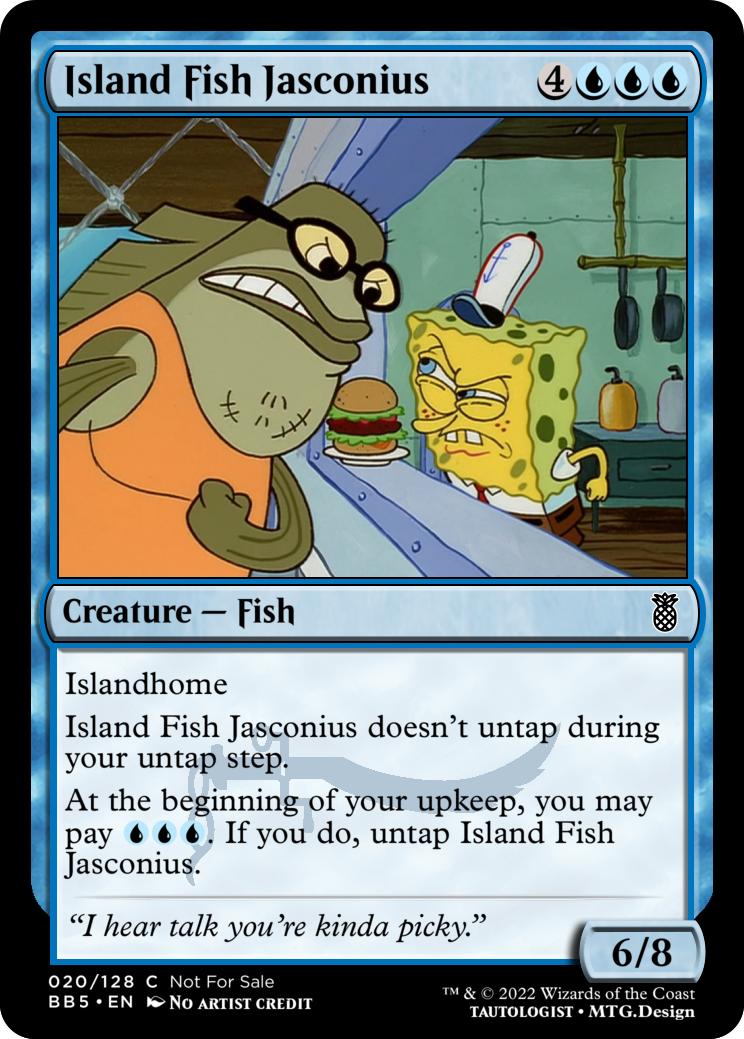 Island Fish Jasconius 4
Creature — Fish
Islandhome
Island Fish Jasconius doesn't untap during
your untap step.
At the beginning of your upkeep, you may
pay . If you do, untap Island Fish
Jasconius.
"I hear talk you're kinda picky."
6/8
020/128 C Not For Sale
BB5 • EN No artist credit
™ & © 2022 Wizards of the Coast
TAUTOLOGIST • MTG.Design